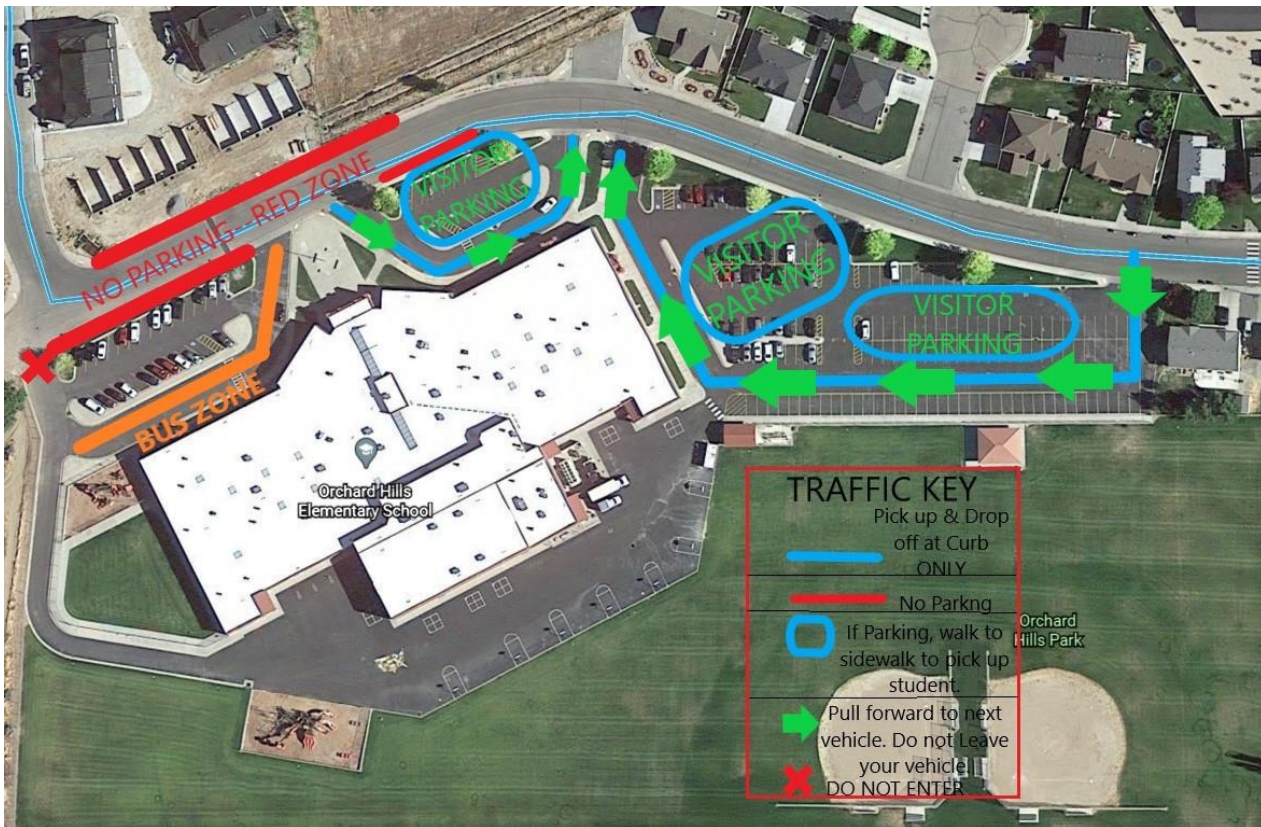 NO PARKING - RED ZONE
VISITOR
PARKING
VISITOR
PARKING
VISITOR
PARKING
BUS ZONE
Orchard Hills
Elementary School
TRAFFIC KEY
Pick up & Drop
off at Curb
ONLY
No Parkng
If Parking, walk to
sidewalk to pick up
student.
Pull forward to next
vehicle. Do not Leave
your vehicle.
DO NOT ENTER
Orchard
Hills Park